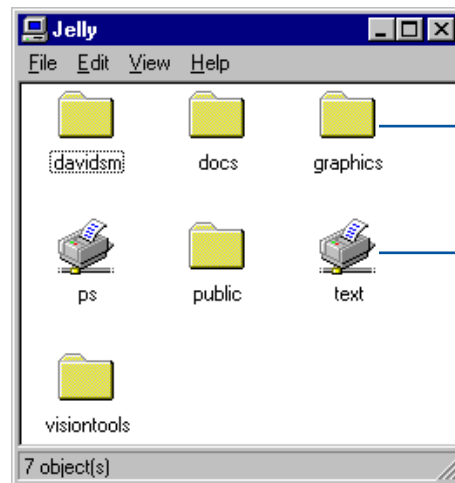 Jelly
File Edit View Help
davidsm docs graphics
ps public text
visiontools
7 object(s)